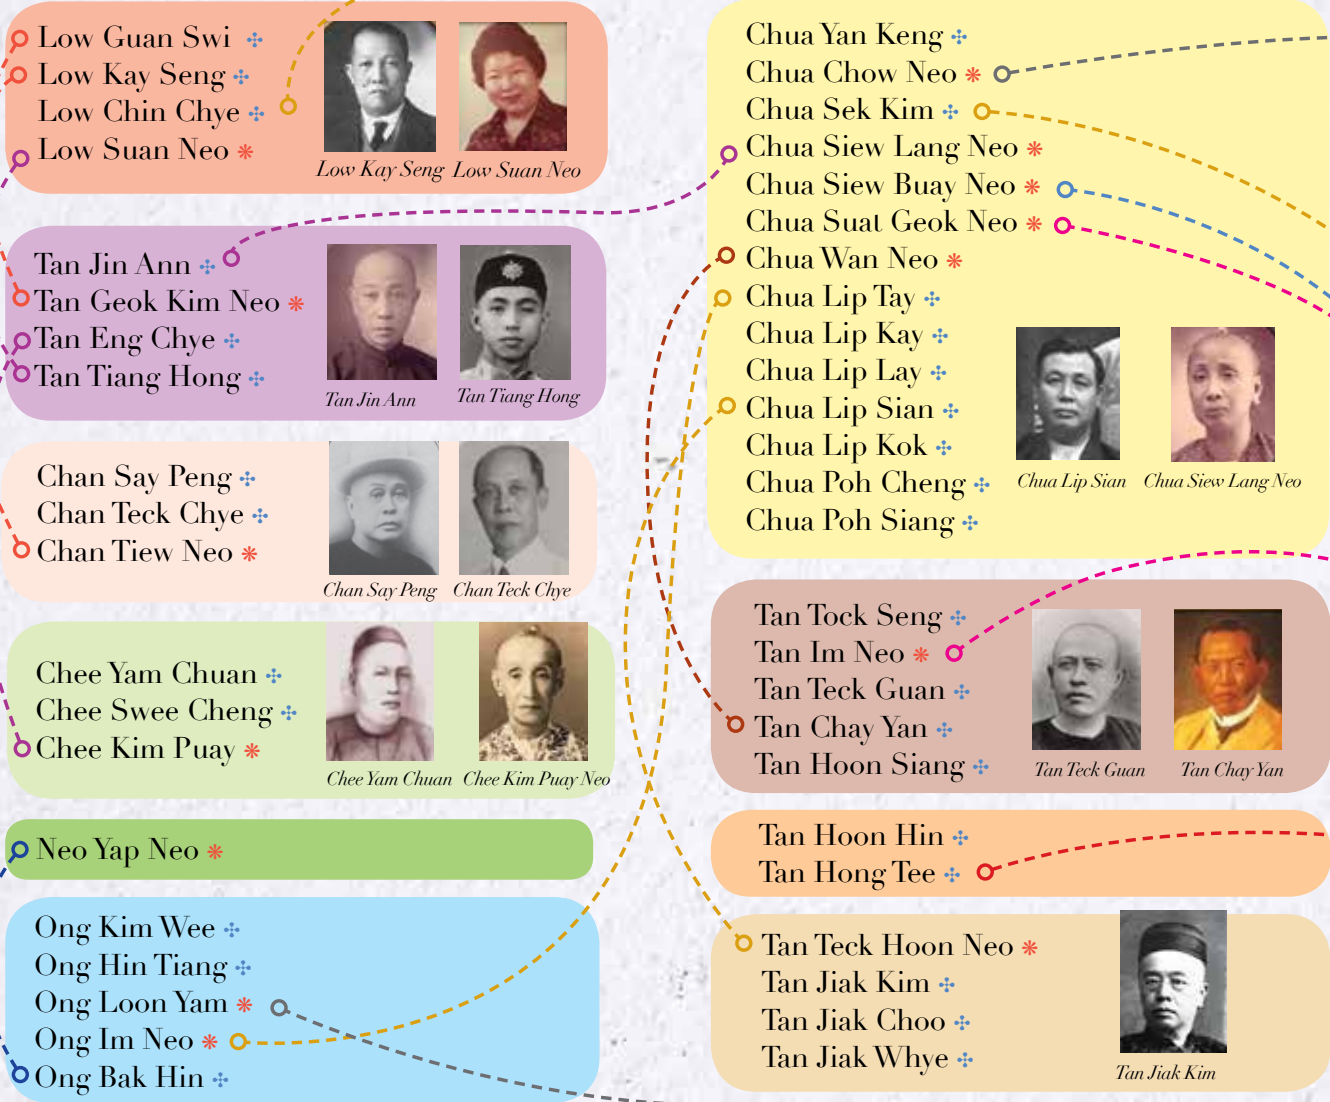 Low Guan Swi
Low Kay Seng
Low Chin Chye
Low Suan Neo
Low Kay Seng
Low Suan Neo
Tan Jin Ann
Tan Geok Kim Neo
Tan Eng Chye
Tan Tiang Hong
Tan Jin Ann
Tan Tiang Hong
Chan Say Peng
Chan Teck Chye
Chan Tiew Neo
Chan Say Peng
Chan Teck Chye
Chee Yam Chuan
Chee Swee Cheng
Chee Kim Puay
Chee Yam Chuan
Chee Kim Puay Neo
Neo Yap Neo
Ong Kim Wee
Ong Hin Tiang
Ong Loon Yam
Ong Im Neo
Ong Bak Hin
Chua Yan Keng
Chua Chow Neo
Chua Sek Kim
Chua Siew Lang Neo
Chua Siew Buay Neo
Chua Suat Geok Neo
Chua Wan Neo
Chua Lip Tay
Chua Lip Kay
Chua Lip Lay
Chua Lip Sian
Chua Lip Kok
Chua Poh Cheng
Chua Poh Siang
Chua Lip Sian
Chua Siew Lang Neo
Tan Tock Seng
Tan Im Neo
Tan Teck Guan
Tan Chay Yan
Tan Hoon Siang
Tan Teck Guan
Tan Chay Yan
Tan Hoon Hin
Tan Hong Tee
Tan Teck Hoon Neo
Tan Jiak Kim
Tan Jiak Choo
Tan Jiak Whye
Tan Jiak Kim